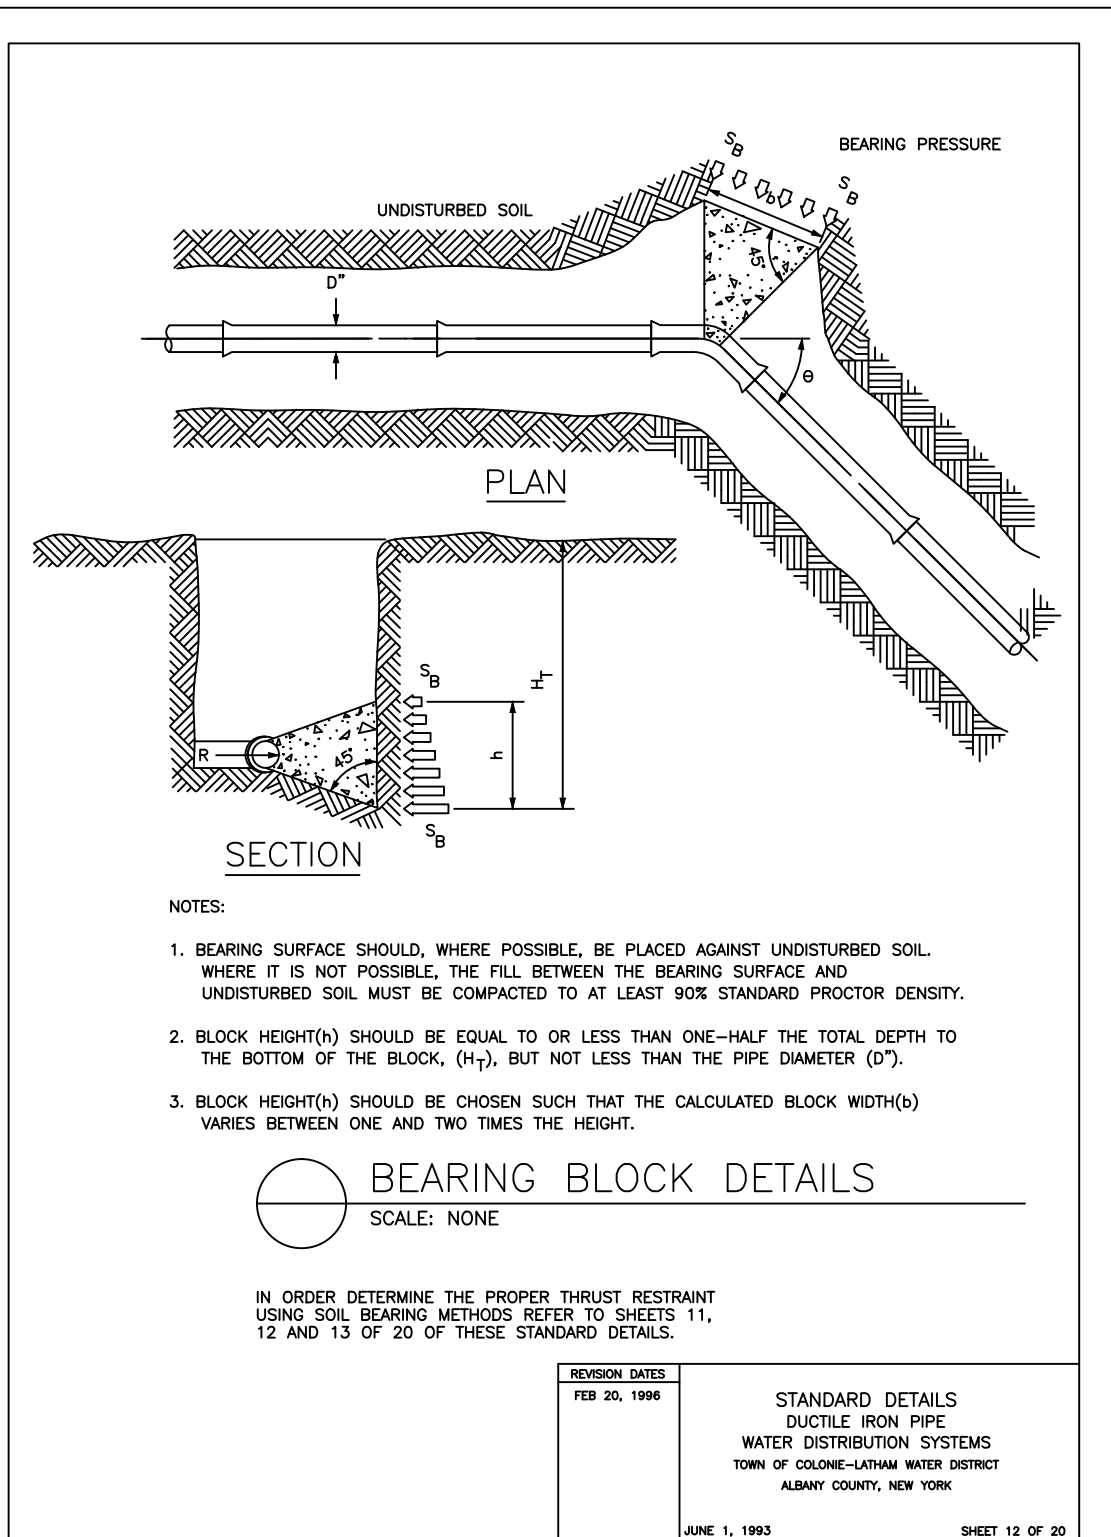 S_B
BEARING PRESSURE
S_B
b
UNDISTURBED SOIL
45°
D"
θ
PLAN
S_B
H_T
R
45°
h
S_B
SECTION
NOTES:
1. BEARING SURFACE SHOULD, WHERE POSSIBLE, BE PLACED AGAINST UNDISTURBED SOIL.
WHERE IT IS NOT POSSIBLE, THE FILL BETWEEN THE BEARING SURFACE AND
UNDISTURBED SOIL MUST BE COMPACTED TO AT LEAST 90% STANDARD PROCTOR DENSITY.
2. BLOCK HEIGHT(h) SHOULD BE EQUAL TO OR LESS THAN ONE-HALF THE TOTAL DEPTH TO
THE BOTTOM OF THE BLOCK, (H_T), BUT NOT LESS THAN THE PIPE DIAMETER (D").
3. BLOCK HEIGHT(h) SHOULD BE CHOSEN SUCH THAT THE CALCULATED BLOCK WIDTH(b)
VARIES BETWEEN ONE AND TWO TIMES THE HEIGHT.
BEARING BLOCK DETAILS
SCALE: NONE
IN ORDER DETERMINE THE PROPER THRUST RESTRAINT
USING SOIL BEARING METHODS REFER TO SHEETS 11,
12 AND 13 OF 20 OF THESE STANDARD DETAILS.
REVISION DATES
FEB 20, 1996
STANDARD DETAILS
DUCTILE IRON PIPE
WATER DISTRIBUTION SYSTEMS
TOWN OF COLONIE-LATHAM WATER DISTRICT
ALBANY COUNTY, NEW YORK
JUNE 1, 1993
SHEET 12 OF 20